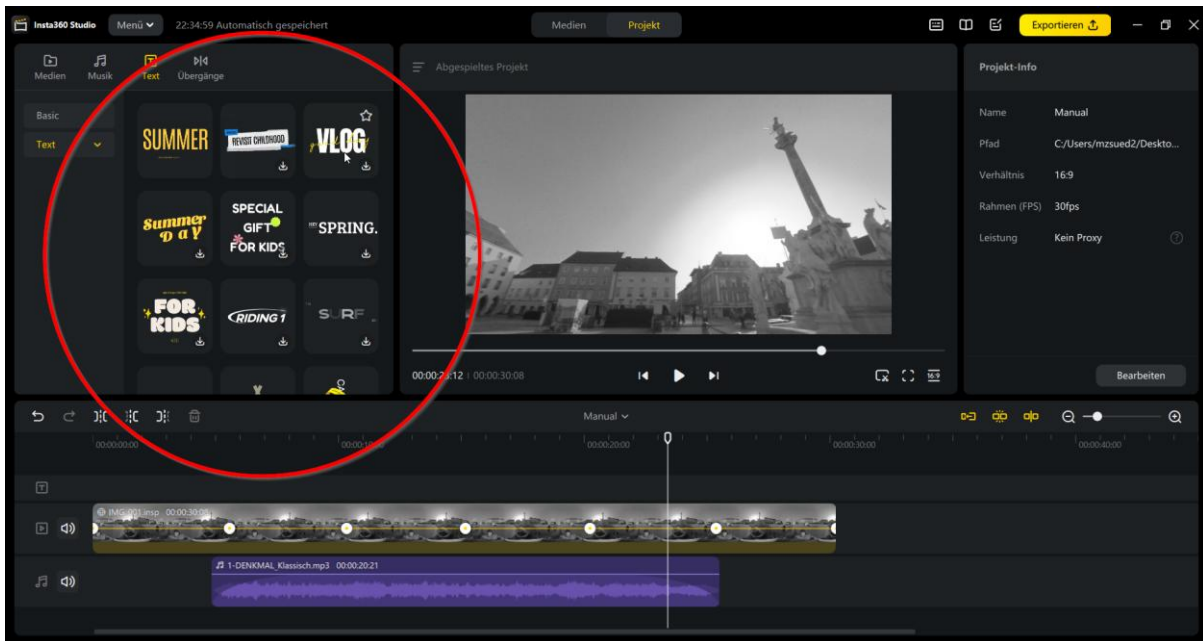 Insta360 Studio
Menü
22:34:59 Automatisch gespeichert
Medien
Projekt
Exportieren
Medien
Musik
Text
Übergänge
Basic
Text
SUMMER
REVISIT CHILDHOOD
VLOG
Summer
Day
SPECIAL
GIFT
FOR KIDS
SPRING.
FOR
KIDS
RIDING 1
SURF
Abgespieltes Projekt
00:00:30:08
16:9
Projekt-Info
Name
Manual
Pfad
C:/Users/mzsued2/Deskto...
Verhältnis
16:9
Rahmen (FPS)
30fps
Leistung
Kein Proxy
Bearbeiten
Manual
00:00:00:00
00:00:20:00
00:00:30:00
00:00:40:00
IMG_001.insp 00:00:30:08
1-DENKMAL_Klassisch.mp3 00:00:20:21